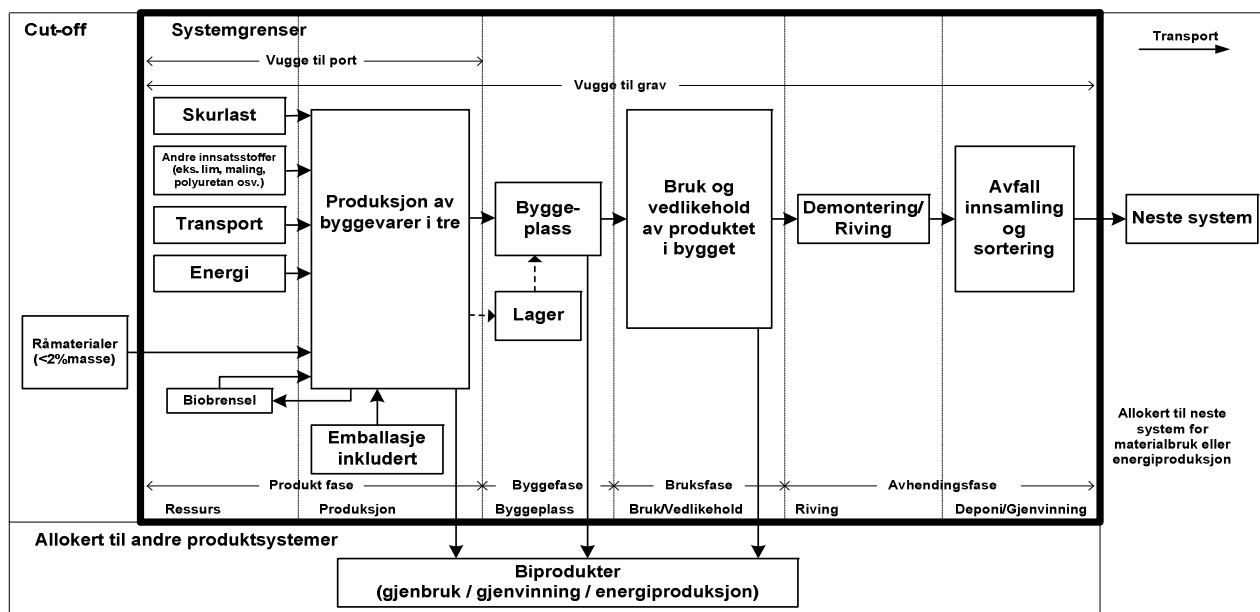 Cut-off
Systemgrenser
Transport
Vugge til port
Vugge til grav
Skurlast
Andre innsatsstoffer
(eks. lim, maling,
polyuretan osv.)
Transport
Energi
Råmaterialer
(<2%masse)
Biobrensel
Produksjon av
byggevarer i tre
Emballasje
inkludert
Bygge-
plass
Lager
Bruk og
vedlikehold
av produktet
i bygget
Demontering/
Riving
Avfall
innsamling
og
sortering
Neste system
Allokert til neste
system for
materialbruk eller
energiproduksjon
Produkt fase
Byggefase
Bruksfase
Avhendingsfase
Ressurs
Produksjon
Byggeplass
Bruk/Vedlikehold
Riving
Deponi/Gjenvinning
Allokert til andre produktsystemer
Biprodukter
(gjenbruk / gjenvinning / energiproduksjon)